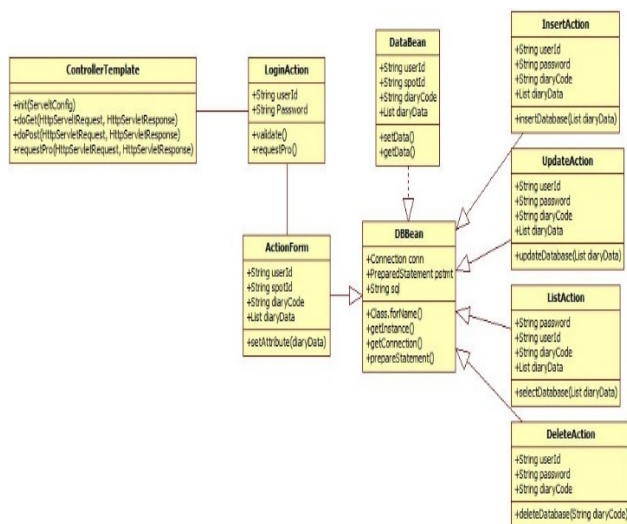 ControllerTemplate
+init(ServeltConfig)
+doGet(HttpServletRequest, HttpServletResponse)
+doPost(HttpServletRequest, HttpServletResponse)
+requestPro(HttpServletRequest, HttpServletResponse)
LoginAction
+String userId
+String Password
+validate()
+requestPro()
DataBean
+String userId
+String spotId
+String diaryCode
+List diaryData
+setData()
+getData()
InsertAction
+String userId
+String password
+String diaryCode
+List diaryData
+insertDatabase(List diaryData)
UpdateAction
+String userId
+String password
+String diaryCode
+List diaryData
+updateDatabase(List diaryData)
ActionForm
+String userId
+String spotId
+String diaryCode
+List diaryData
+setAttribute(diaryData)
DBBean
+Connection conn
+PreparedStatement pstmt
+String sql
+Class.forName()
+getInstance()
+getConnection()
+prepareStatement()
ListAction
+String password
+String userId
+String diaryCode
+List diaryData
+selectDatabase(List diaryData)
DeleteAction
+String userId
+String password
+String diaryCode
+deleteDatabase(String diaryCode)